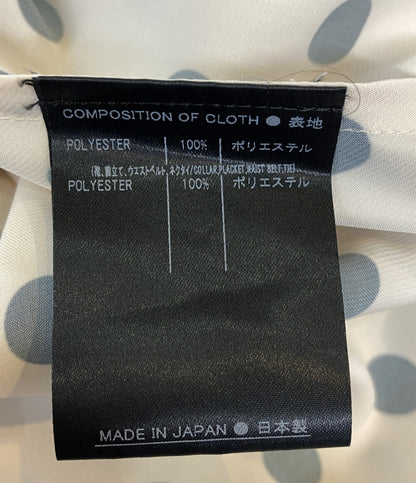 COMPOSITION OF CLOTH ● 表地
POLYESTER 100% ポリエステル
(衿、前立て、ウエストベルト、ネクタイ/COLLAR,PLACKET,WAIST BELT,TIE)
POLYESTER 100% ポリエステル
MADE IN JAPAN ● 日本製